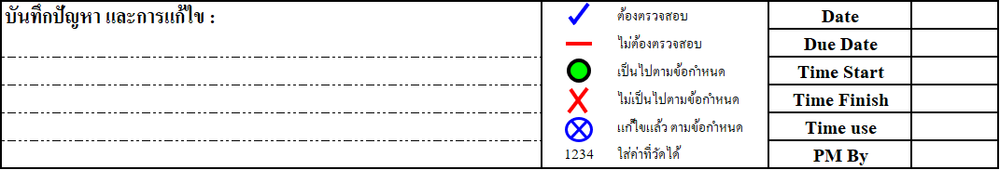 บันทึกปัญหา และการแก้ไข :
ต้องตรวจสอบ
ไม่ต้องตรวจสอบ
เป็นไปตามข้อกำหนด
ไม่เป็นไปตามข้อกำหนด
แก้ไขแล้ว ตามข้อกำหนด
1234 ใส่ค่าที่วัดได้
Date
Due Date
Time Start
Time Finish
Time use
PM By